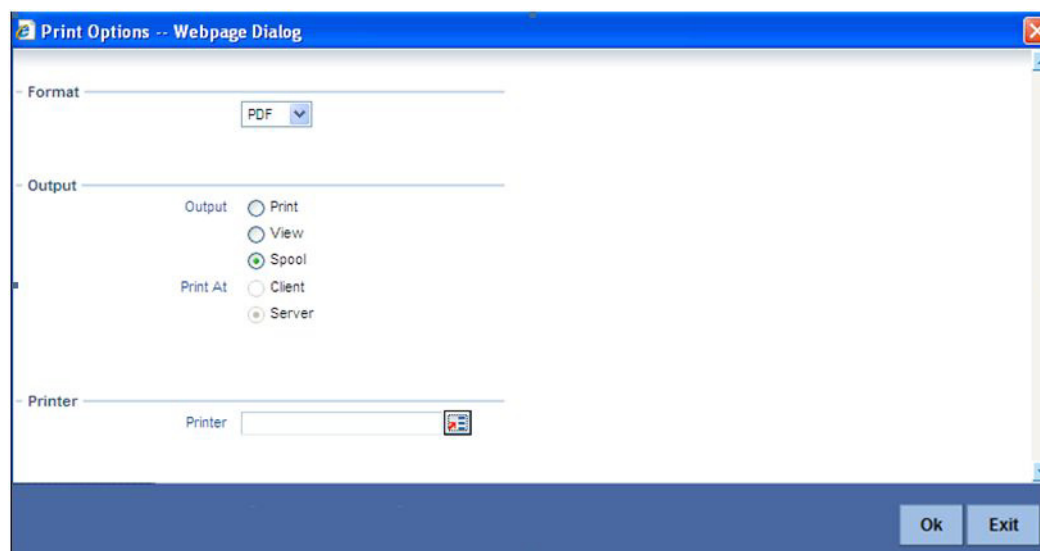 Print Options -- Webpage Dialog
Format
PDF
Output
Output Print
View
Spool
Print At Client
Server
Printer
Printer
Ok Exit